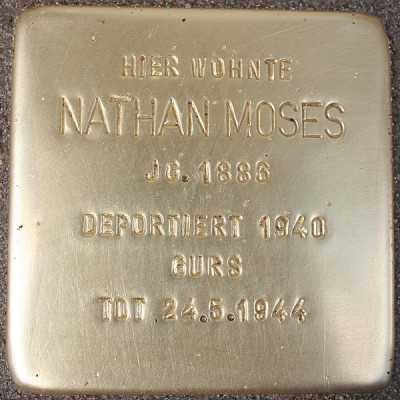 HIER WOHNTE
NATHAN MOSES
JG. 1886
DEPORTIERT 1940
GURS
TOT 24.5.1944